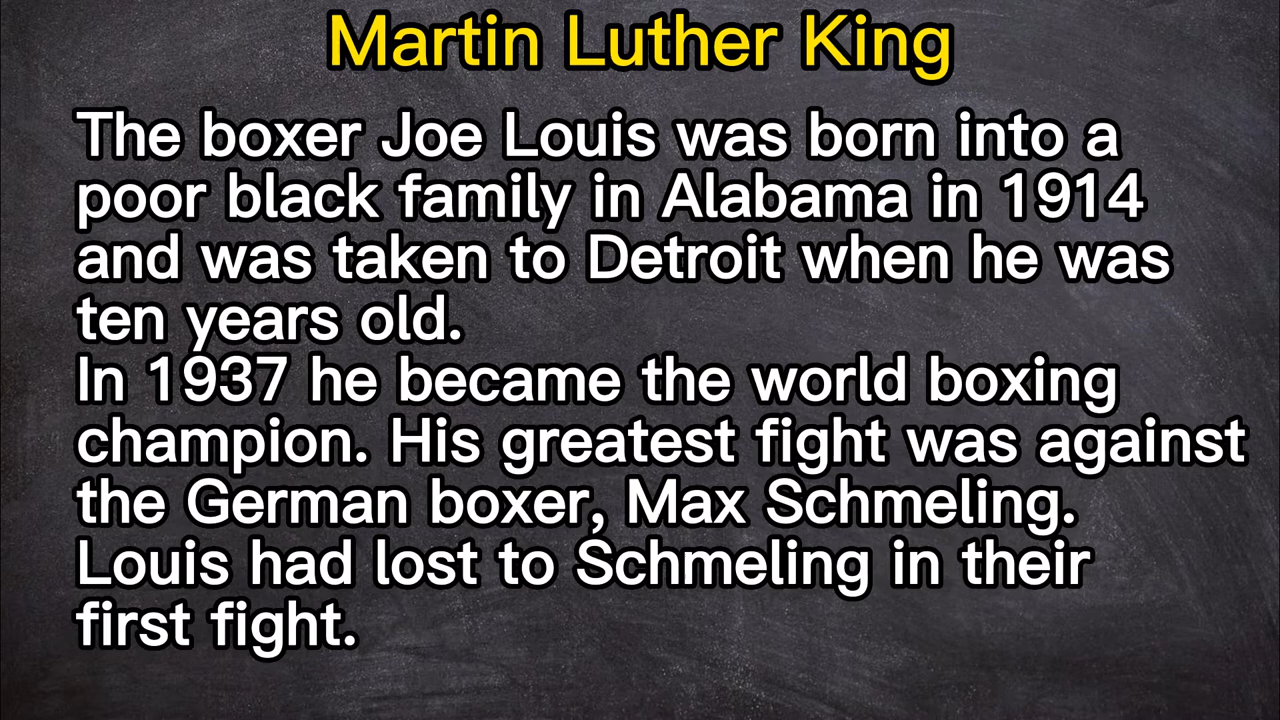 Martin Luther King
The boxer Joe Louis was born into a
poor black family in Alabama in 1914
and was taken to Detroit when he was
ten years old.
In 1937 he became the world boxing
champion. His greatest fight was against
the German boxer, Max Schmeling.
Louis had lost to Schmeling in their
first fight.